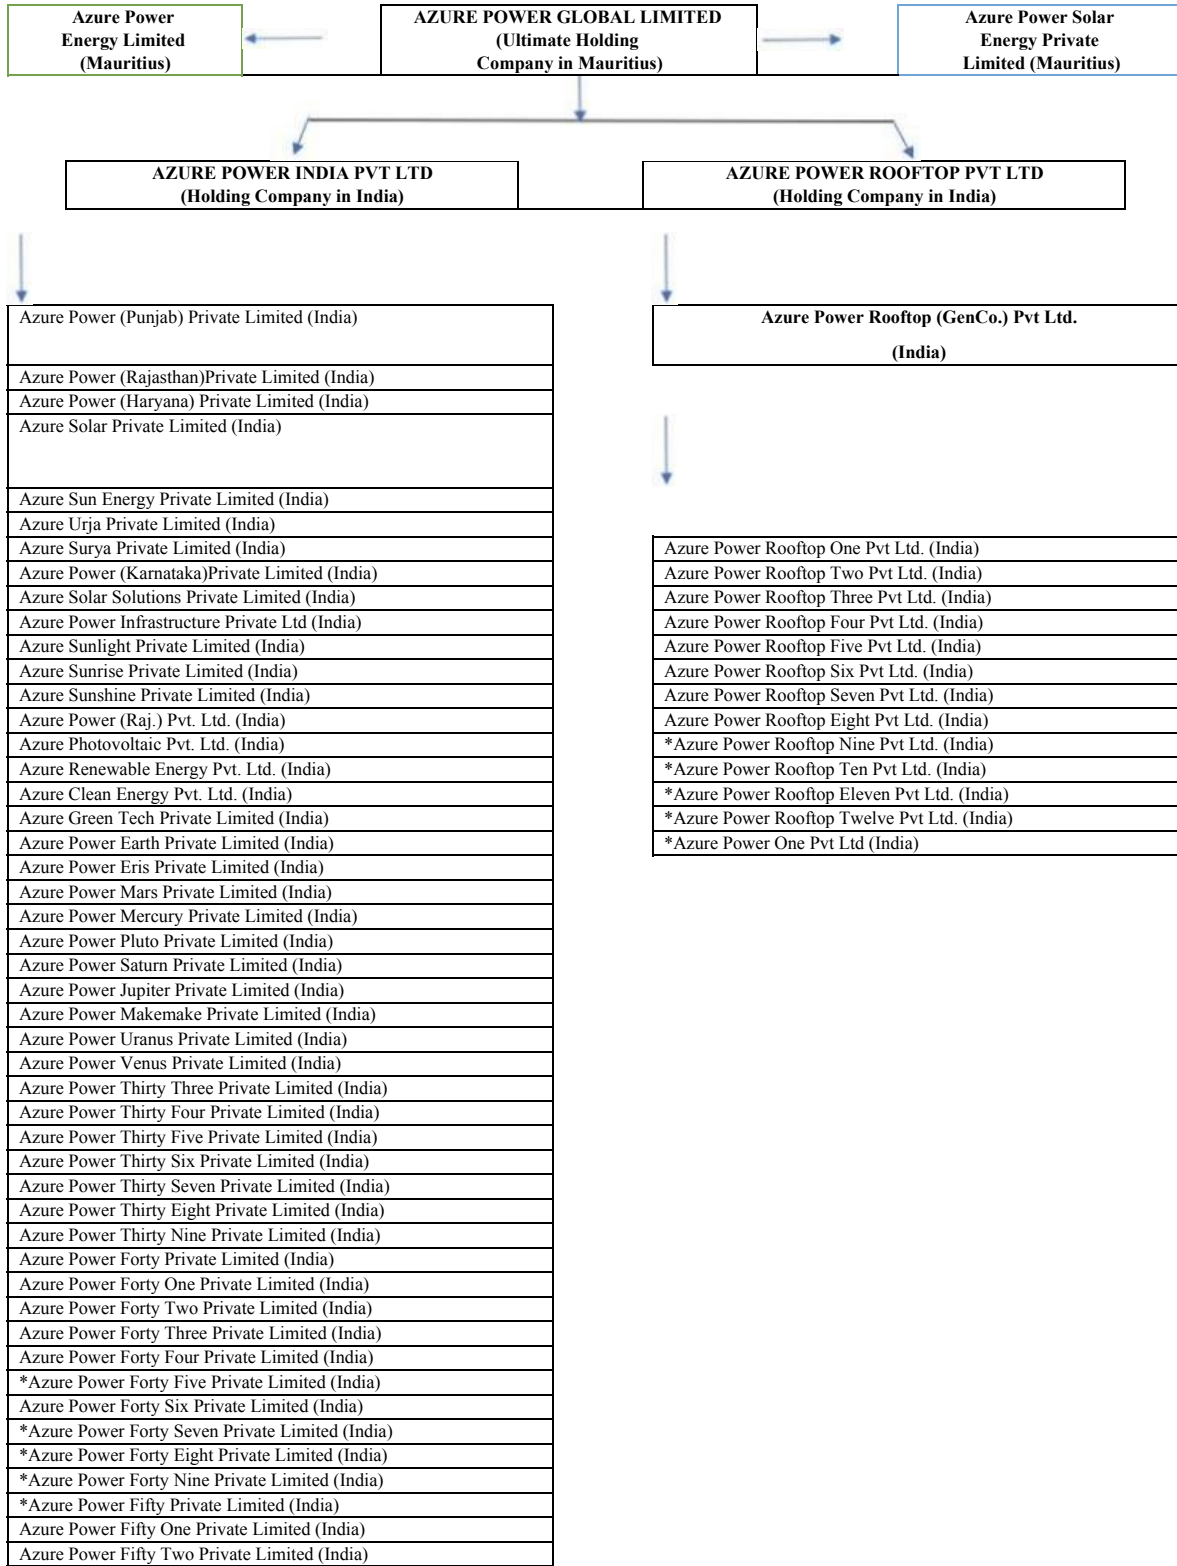 Azure Power
Energy Limited
(Mauritius)
AZURE POWER GLOBAL LIMITED
(Ultimate Holding
Company in Mauritius)
Azure Power Solar
Energy Private
Limited (Mauritius)
AZURE POWER INDIA PVT LTD
(Holding Company in India)
AZURE POWER ROOFTOP PVT LTD
(Holding Company in India)
Azure Power (Punjab) Private Limited (India)
Azure Power (Rajasthan)Private Limited (India)
Azure Power (Haryana) Private Limited (India)
Azure Solar Private Limited (India)
Azure Sun Energy Private Limited (India)
Azure Urja Private Limited (India)
Azure Surya Private Limited (India)
Azure Power (Karnataka)Private Limited (India)
Azure Solar Solutions Private Limited (India)
Azure Power Infrastructure Private Ltd (India)
Azure Sunlight Private Limited (India)
Azure Sunrise Private Limited (India)
Azure Sunshine Private Limited (India)
Azure Power (Raj.) Pvt. Ltd. (India)
Azure Photovoltaic Pvt. Ltd. (India)
Azure Renewable Energy Pvt. Ltd. (India)
Azure Clean Energy Pvt. Ltd. (India)
Azure Green Tech Private Limited (India)
Azure Power Earth Private Limited (India)
Azure Power Eris Private Limited (India)
Azure Power Mars Private Limited (India)
Azure Power Mercury Private Limited (India)
Azure Power Pluto Private Limited (India)
Azure Power Saturn Private Limited (India)
Azure Power Jupiter Private Limited (India)
Azure Power Makemake Private Limited (India)
Azure Power Uranus Private Limited (India)
Azure Power Venus Private Limited (India)
Azure Power Thirty Three Private Limited (India)
Azure Power Thirty Four Private Limited (India)
Azure Power Thirty Five Private Limited (India)
Azure Power Thirty Six Private Limited (India)
Azure Power Thirty Seven Private Limited (India)
Azure Power Thirty Eight Private Limited (India)
Azure Power Thirty Nine Private Limited (India)
Azure Power Forty Private Limited (India)
Azure Power Forty One Private Limited (India)
Azure Power Forty Two Private Limited (India)
Azure Power Forty Three Private Limited (India)
Azure Power Forty Four Private Limited (India)
*Azure Power Forty Five Private Limited (India)
Azure Power Forty Six Private Limited (India)
*Azure Power Forty Seven Private Limited (India)
*Azure Power Forty Eight Private Limited (India)
*Azure Power Forty Nine Private Limited (India)
*Azure Power Fifty Private Limited (India)
Azure Power Fifty One Private Limited (India)
Azure Power Fifty Two Private Limited (India)
Azure Power Rooftop (GenCo.) Pvt Ltd.
(India)
Azure Power Rooftop One Pvt Ltd. (India)
Azure Power Rooftop Two Pvt Ltd. (India)
Azure Power Rooftop Three Pvt Ltd. (India)
Azure Power Rooftop Four Pvt Ltd. (India)
Azure Power Rooftop Five Pvt Ltd. (India)
Azure Power Rooftop Six Pvt Ltd. (India)
Azure Power Rooftop Seven Pvt Ltd. (India)
Azure Power Rooftop Eight Pvt Ltd. (India)
*Azure Power Rooftop Nine Pvt Ltd. (India)
*Azure Power Rooftop Ten Pvt Ltd. (India)
*Azure Power Rooftop Eleven Pvt Ltd. (India)
*Azure Power Rooftop Twelve Pvt Ltd. (India)
*Azure Power One Pvt Ltd (India)